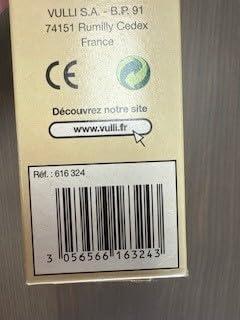 VULLI S.A. - B.P. 91
74151 Rumilly Cedex
France
CE
Découvrez notre site
www.vulli.fr
Réf. : 616 324
3 056566 163243